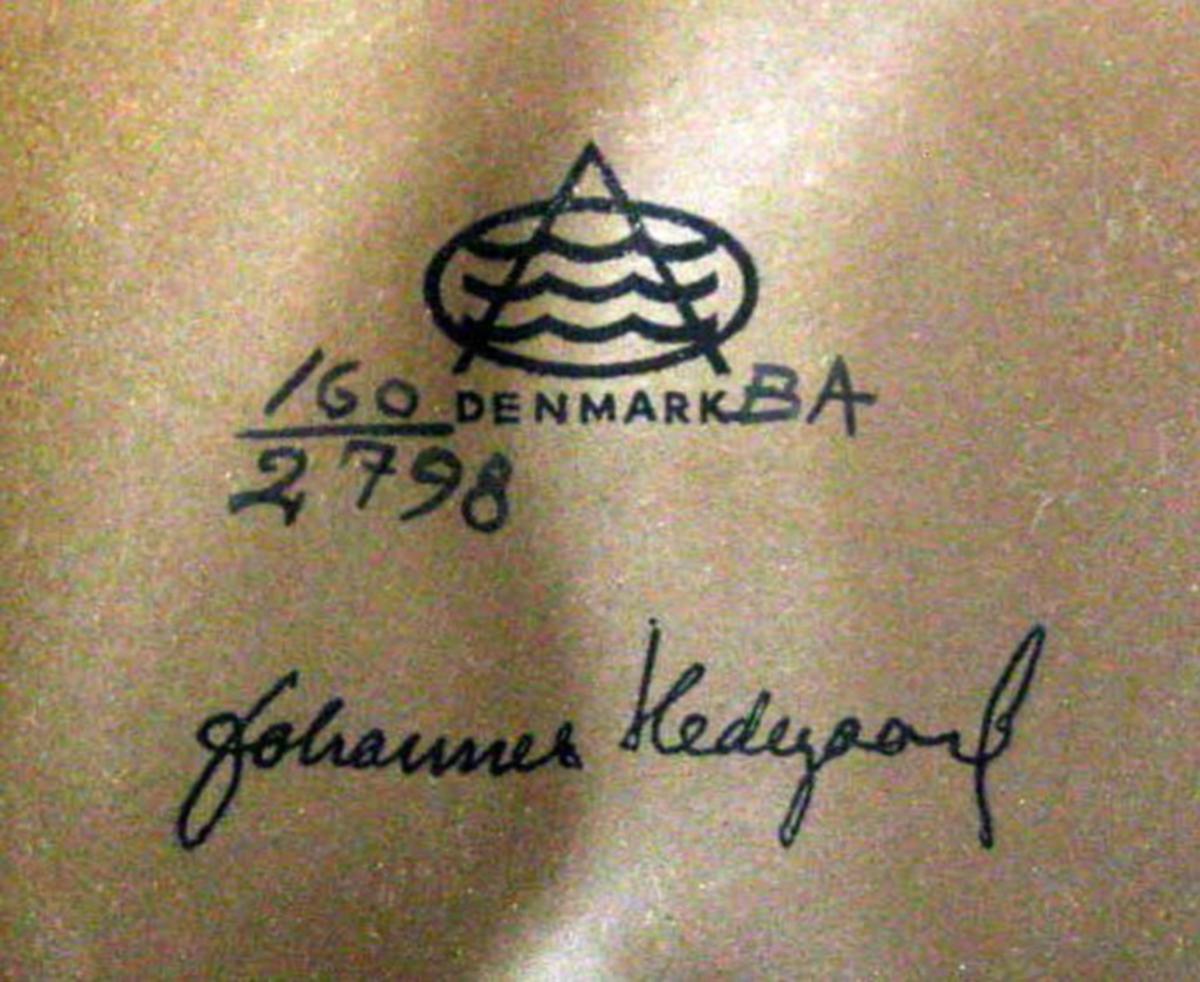 160 DENMARK BA
2798
Johannes Hedegaard